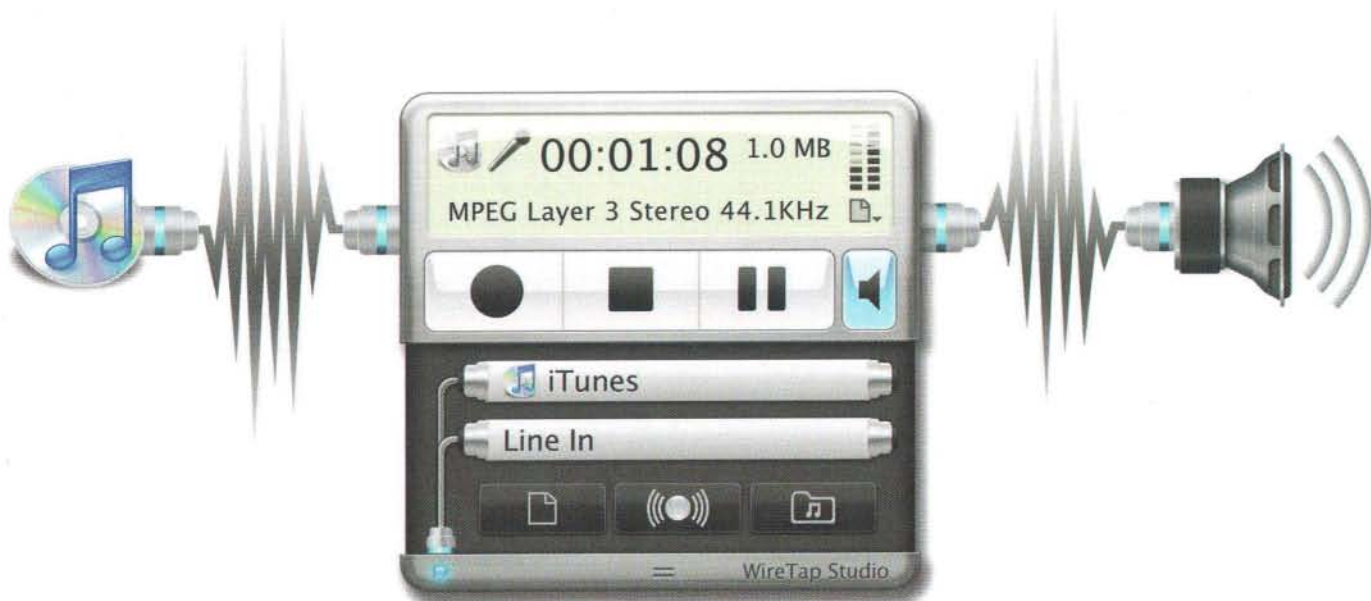 00:01:08 1.0 MB
MPEG Layer 3 Stereo 44.1KHz
iTunes
Line In
WireTap Studio